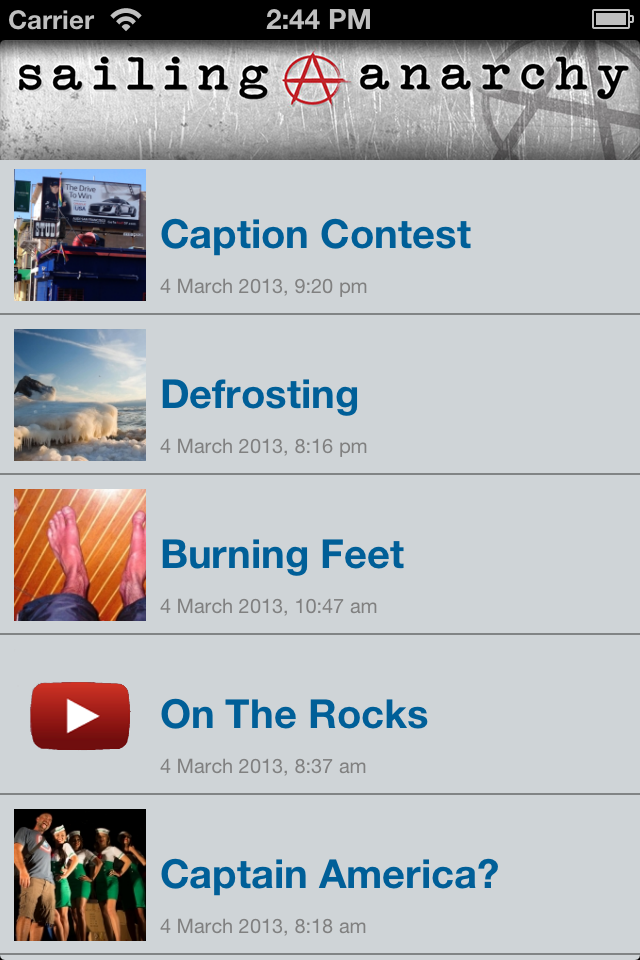 Carrier 2:44 PM
sailing anarchy
The Drive
To Win
Caption Contest
4 March 2013, 9:20 pm
Defrosting
4 March 2013, 8:16 pm
Burning Feet
4 March 2013, 10:47 am
On The Rocks
4 March 2013, 8:37 am
Captain America?
4 March 2013, 8:18 am